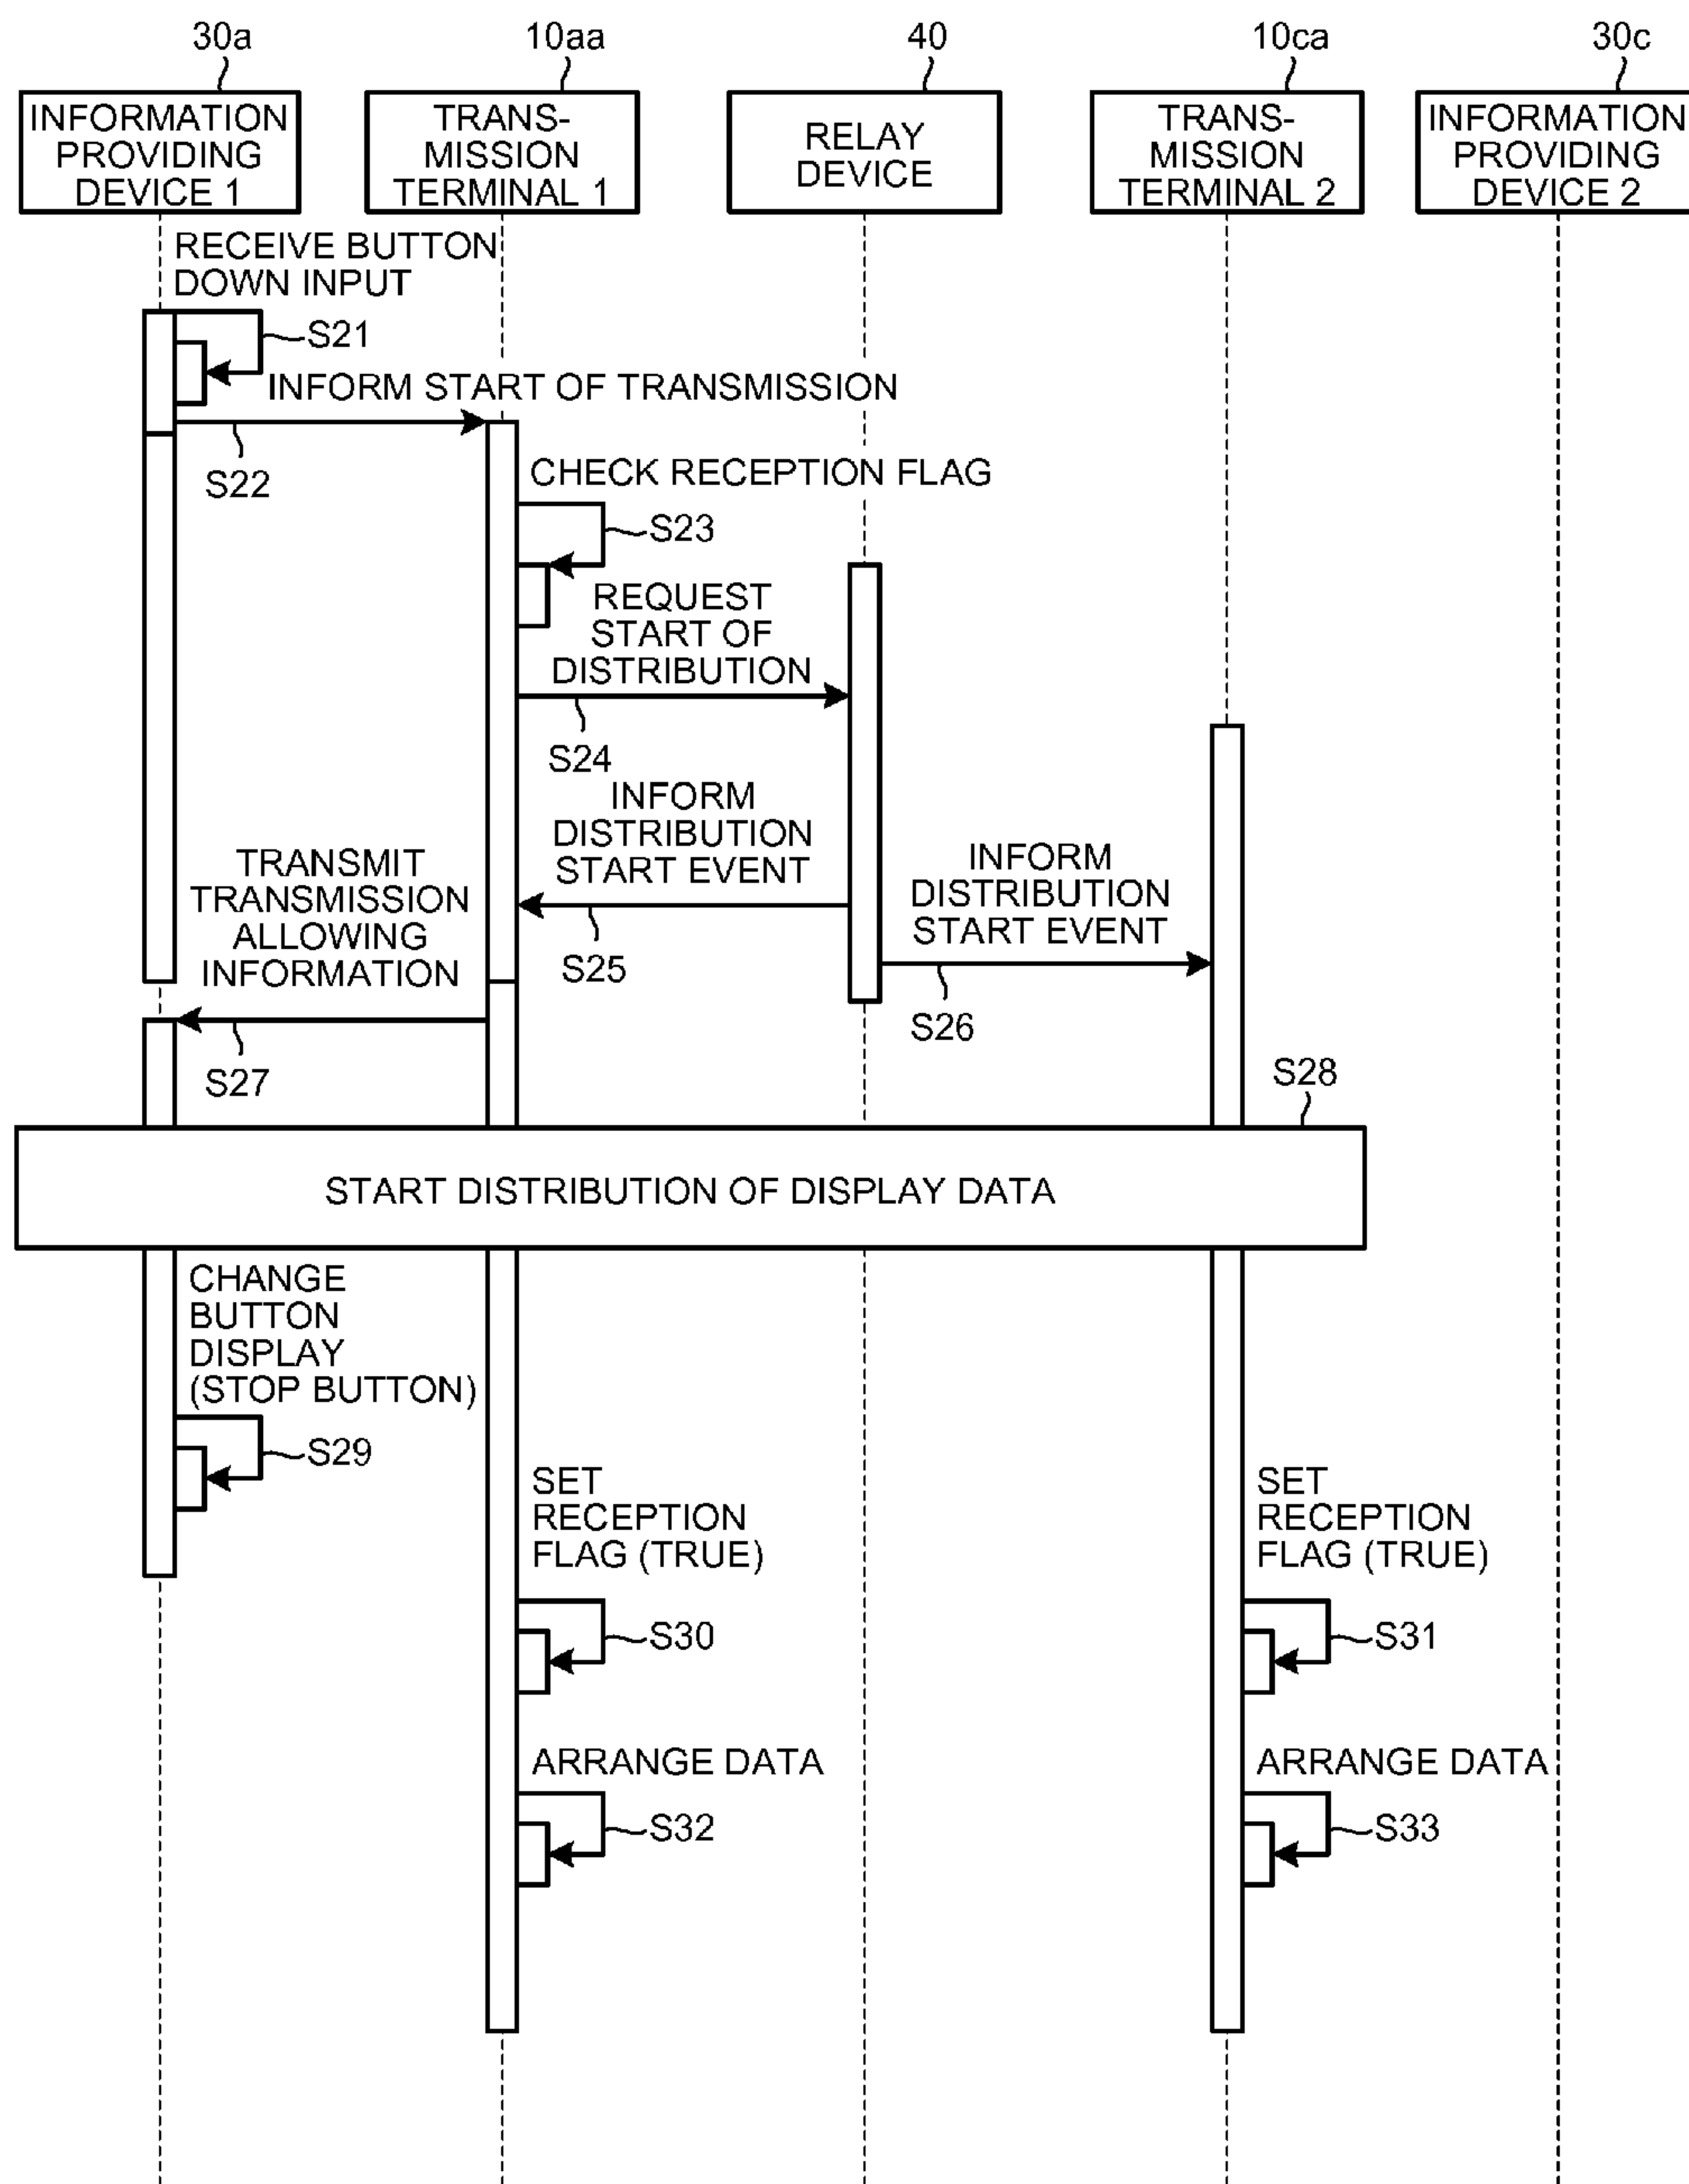 30a
10aa
40
10ca
30c
INFORMATION
PROVIDING
DEVICE 1
TRANS-
MISSION
TERMINAL 1
RELAY
DEVICE
TRANS-
MISSION
TERMINAL 2
INFORMATION
PROVIDING
DEVICE 2
RECEIVE BUTTON
DOWN INPUT
S21
INFORM START OF TRANSMISSION
S22
CHECK RECEPTION FLAG
S23
REQUEST
START OF
DISTRIBUTION
S24
INFORM
DISTRIBUTION
START EVENT
S25
INFORM
DISTRIBUTION
START EVENT
S26
TRANSMIT
TRANSMISSION
ALLOWING
INFORMATION
S27
S28
START DISTRIBUTION OF DISPLAY DATA
CHANGE
BUTTON
DISPLAY
(STOP BUTTON)
S29
SET
RECEPTION
FLAG (TRUE)
S30
SET
RECEPTION
FLAG (TRUE)
S31
ARRANGE DATA
S32
ARRANGE DATA
S33